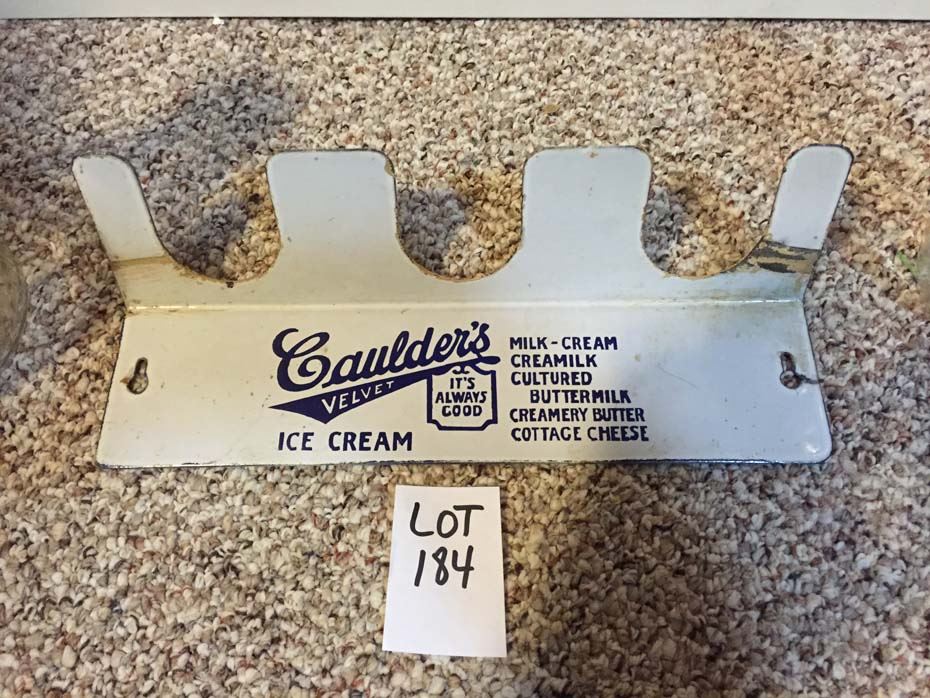 Caulder's
VELVET
IT'S
ALWAYS
GOOD
ICE CREAM
MILK - CREAM
CREAMILK
CULTURED
BUTTERMILK
CREAMERY BUTTER
COTTAGE CHEESE
LOT
184